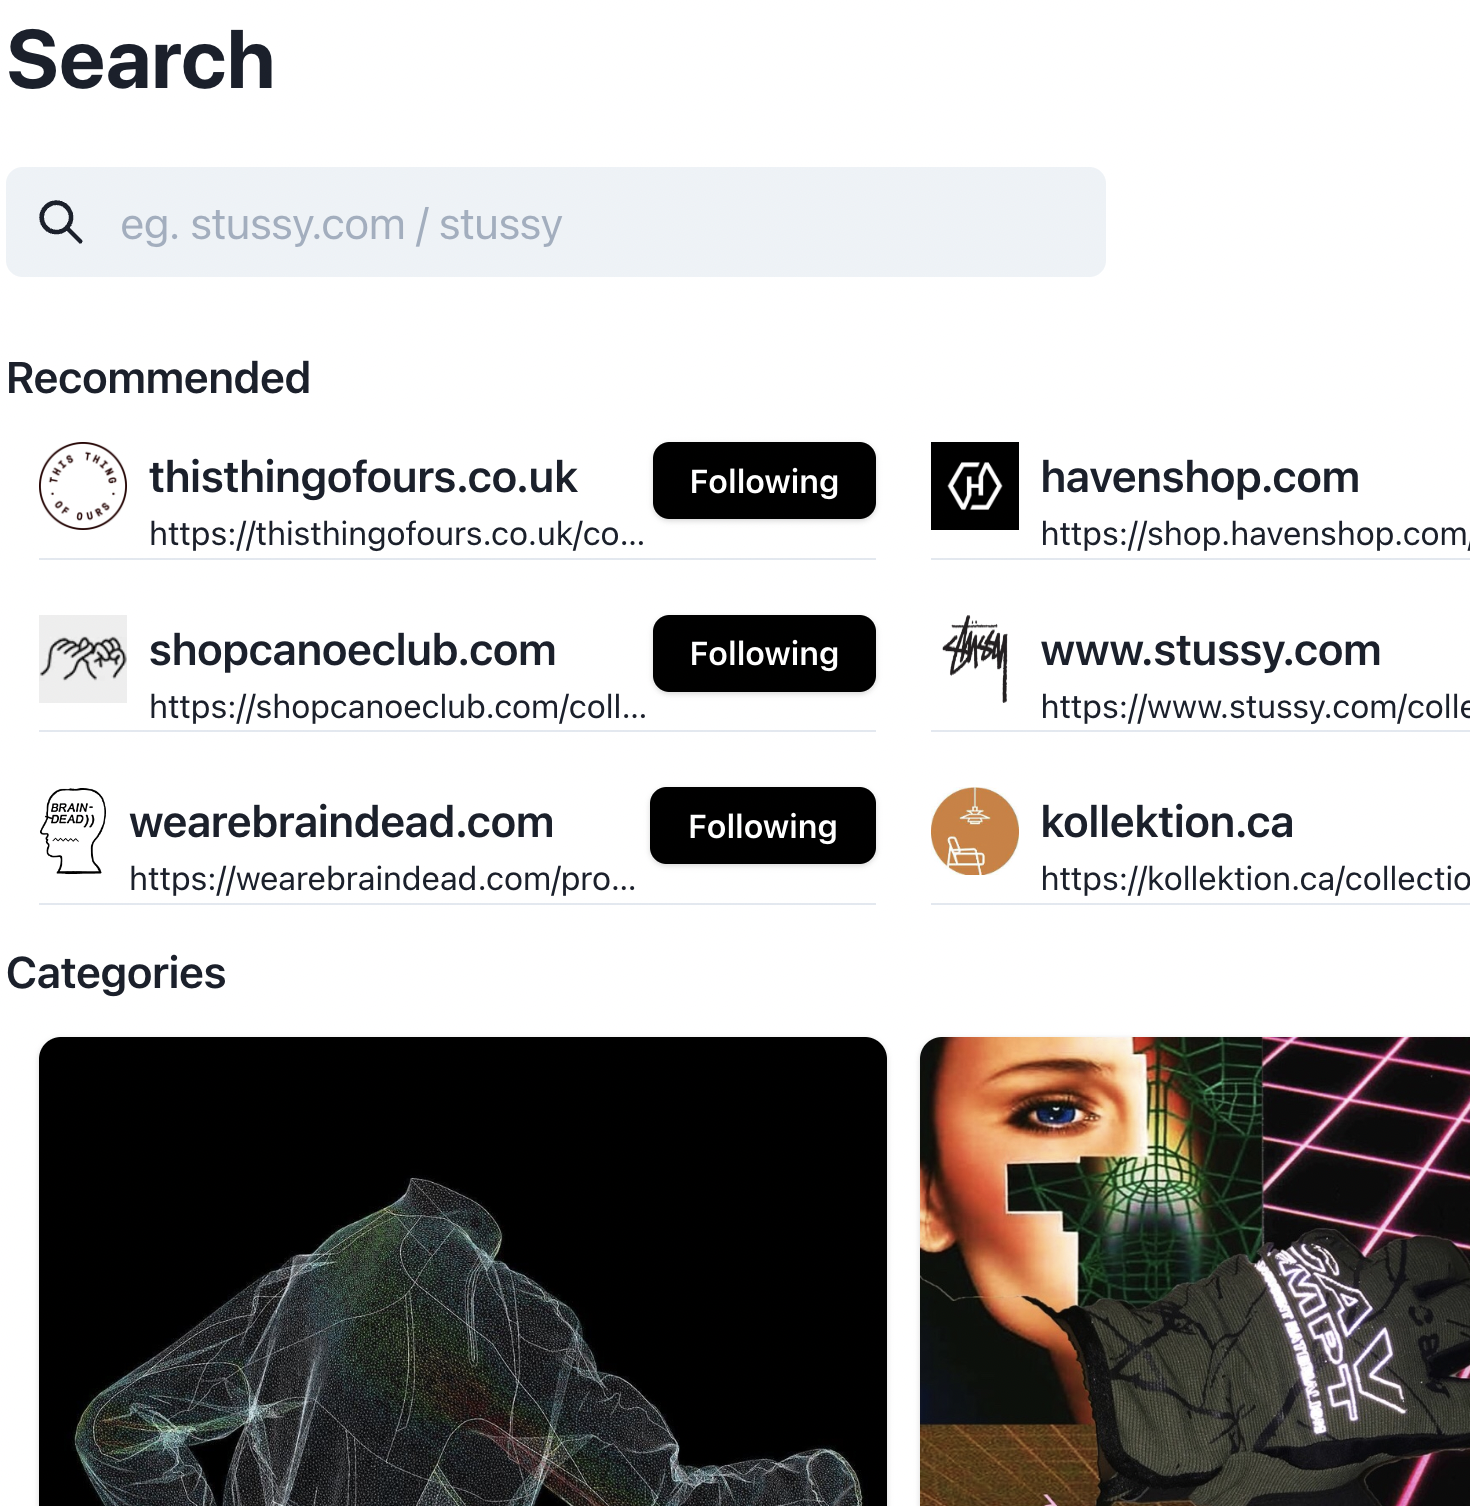 Search
eg. stussy.com / stussy
Recommended
THIS THING OF OURS
thisthingofours.co.uk
https://thisthingofours.co.uk/co...
Following
H
havenshop.com
https://shop.havenshop.com/
shopcanoeclub.com
https://shopcanoeclub.com/coll...
Following
stüssy
www.stussy.com
https://www.stussy.com/colle
BRAIN-
DEAD))
wearebraindead.com
https://wearebraindead.com/pro...
Following
kollektion.ca
https://kollektion.ca/collectio
Categories
CAV
EMPT